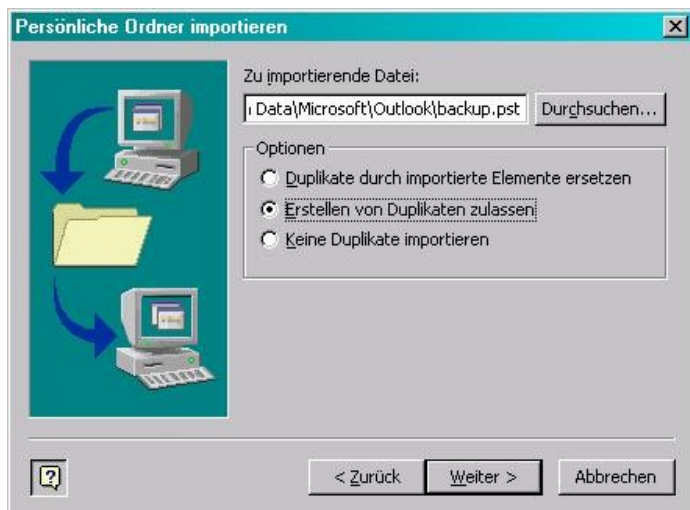 Persönliche Ordner importieren
Zu importierende Datei:
Data\Microsoft\Outlook\backup.pst
Durchsuchen...
Optionen
Duplikate durch importierte Elemente ersetzen
Erstellen von Duplikaten zulassen
Keine Duplikate importieren
< Zurück
Weiter >
Abbrechen